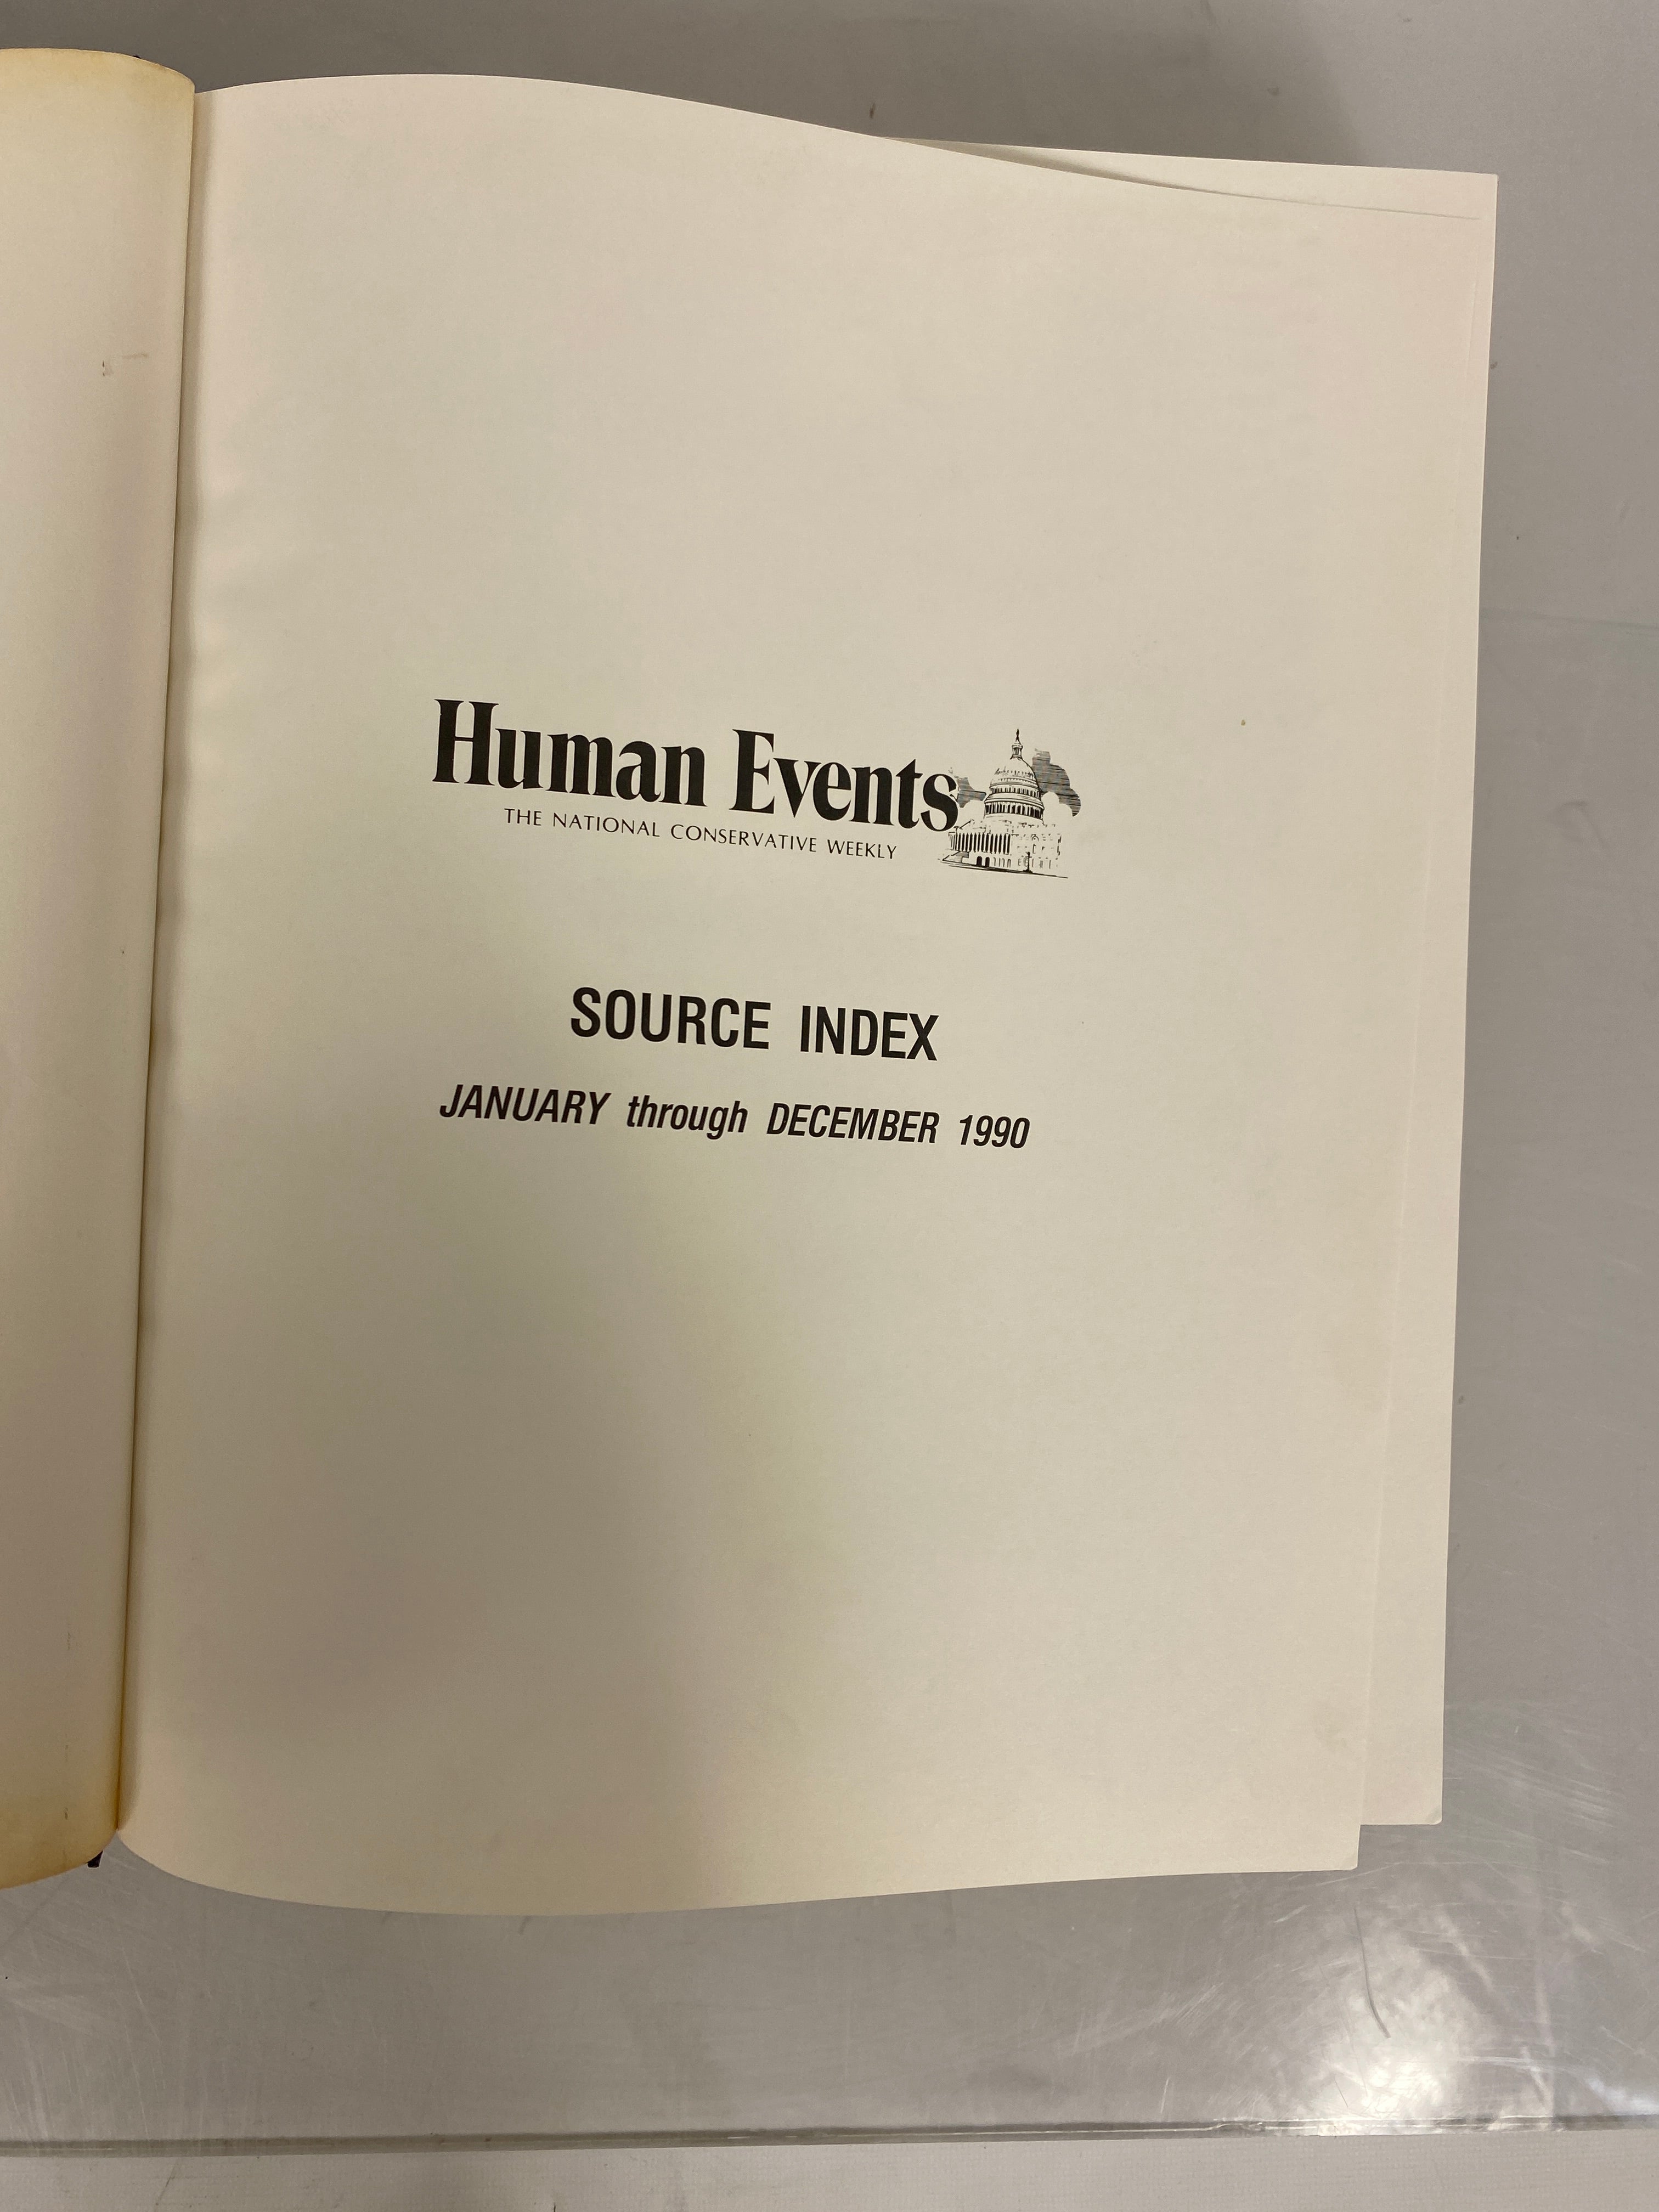 Human Events
THE NATIONAL CONSERVATIVE WEEKLY
SOURCE INDEX
JANUARY through DECEMBER 1990